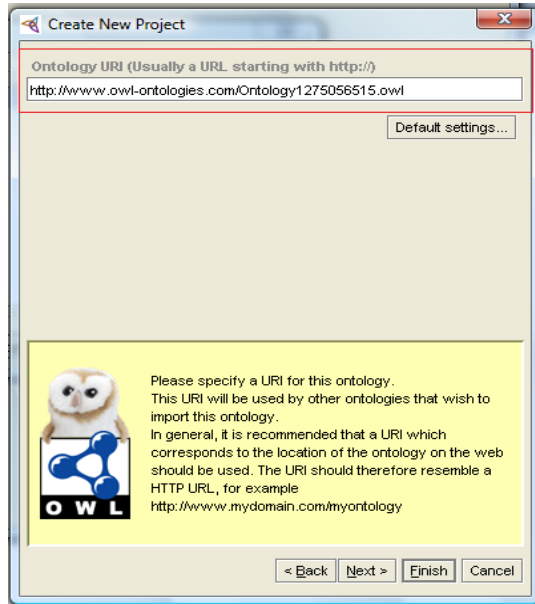 Create New Project
Ontology URI (Usually a URL starting with http://)
http://www.owl-ontologies.com/Ontology1275056515.owl
Default settings...
Please specify a URI for this ontology.
This URI will be used by other ontologies that wish to
import this ontology.
In general, it is recommended that a URI which
corresponds to the location of the ontology on the web
should be used. The URI should therefore resemble a
HTTP URL, for example
http://www.mydomain.com/myontology
OWL
< Back Next > Finish Cancel